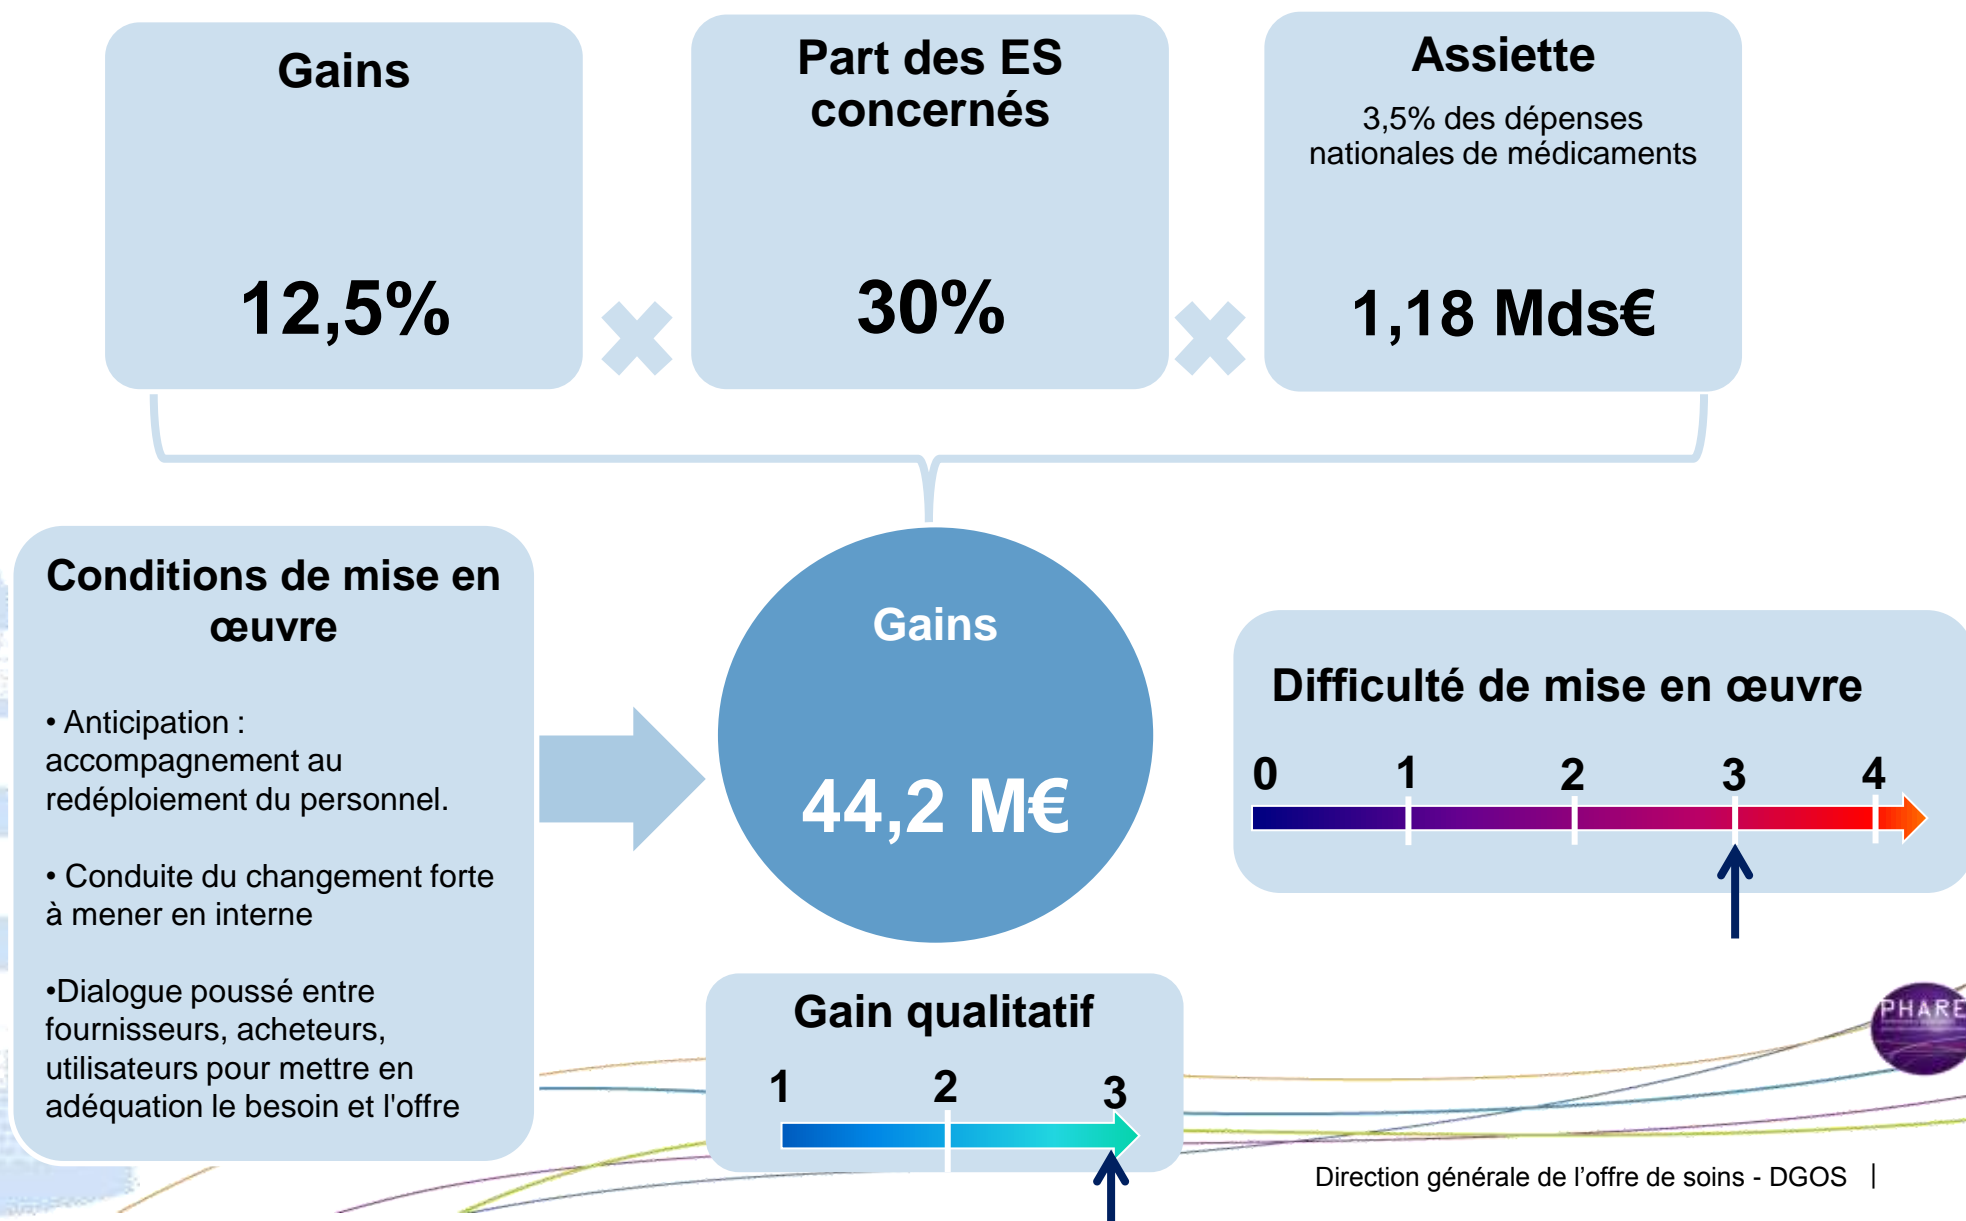 Gains
12,5%
Part des ES
concernés
30%
Assiette
3,5% des dépenses
nationales de médicaments
1,18 Mds€
Conditions de mise en
œuvre
• Anticipation :
accompagnement au
redéploiement du personnel.
• Conduite du changement forte
à mener en interne
•Dialogue poussé entre
fournisseurs, acheteurs,
utilisateurs pour mettre en
adéquation le besoin et l'offre
Gains
44,2 M€
Difficulté de mise en œuvre
0 1 2 3 4
Gain qualitatif
1 2 3
PHARE
Direction générale de l’offre de soins - DGOS |